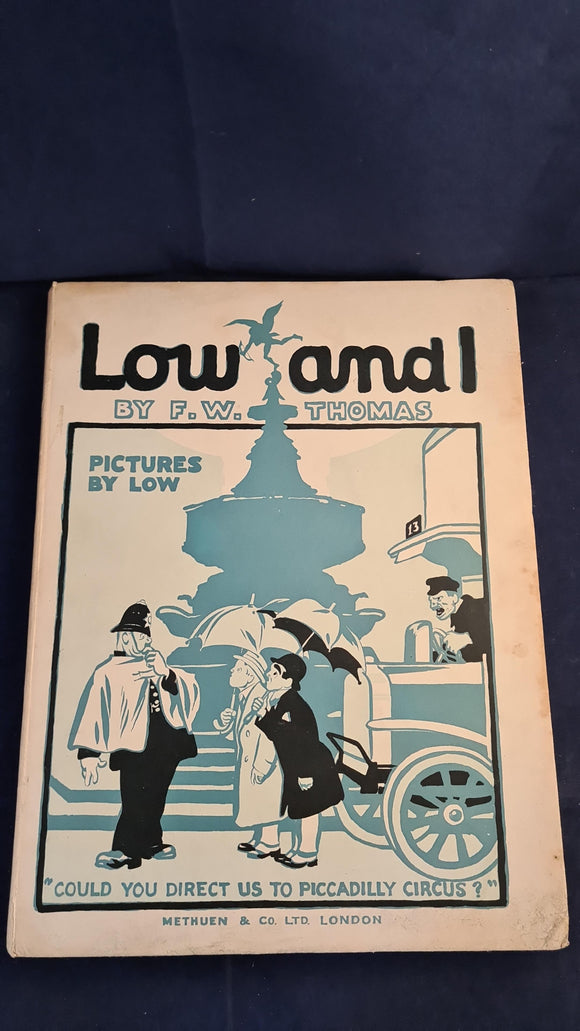 Low and I
BY F. W. THOMAS
PICTURES
BY LOW
13
"COULD YOU DIRECT US TO PICCADILLY CIRCUS?"
METHUEN & CO. LTD. LONDON